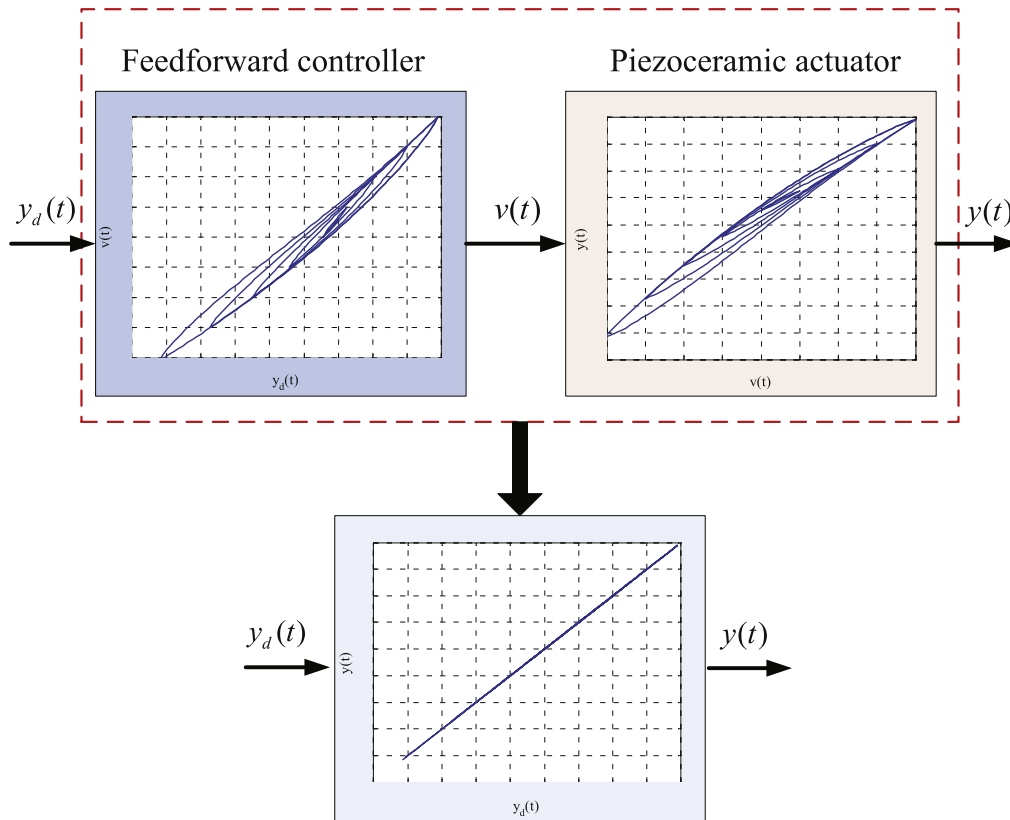 Feedforward controller
Piezoceramic actuator
y_d(t)
v(t)
y_d(t)
v(t)
y(t)
v(t)
y(t)
y_d(t)
y(t)
y_d(t)
y(t)